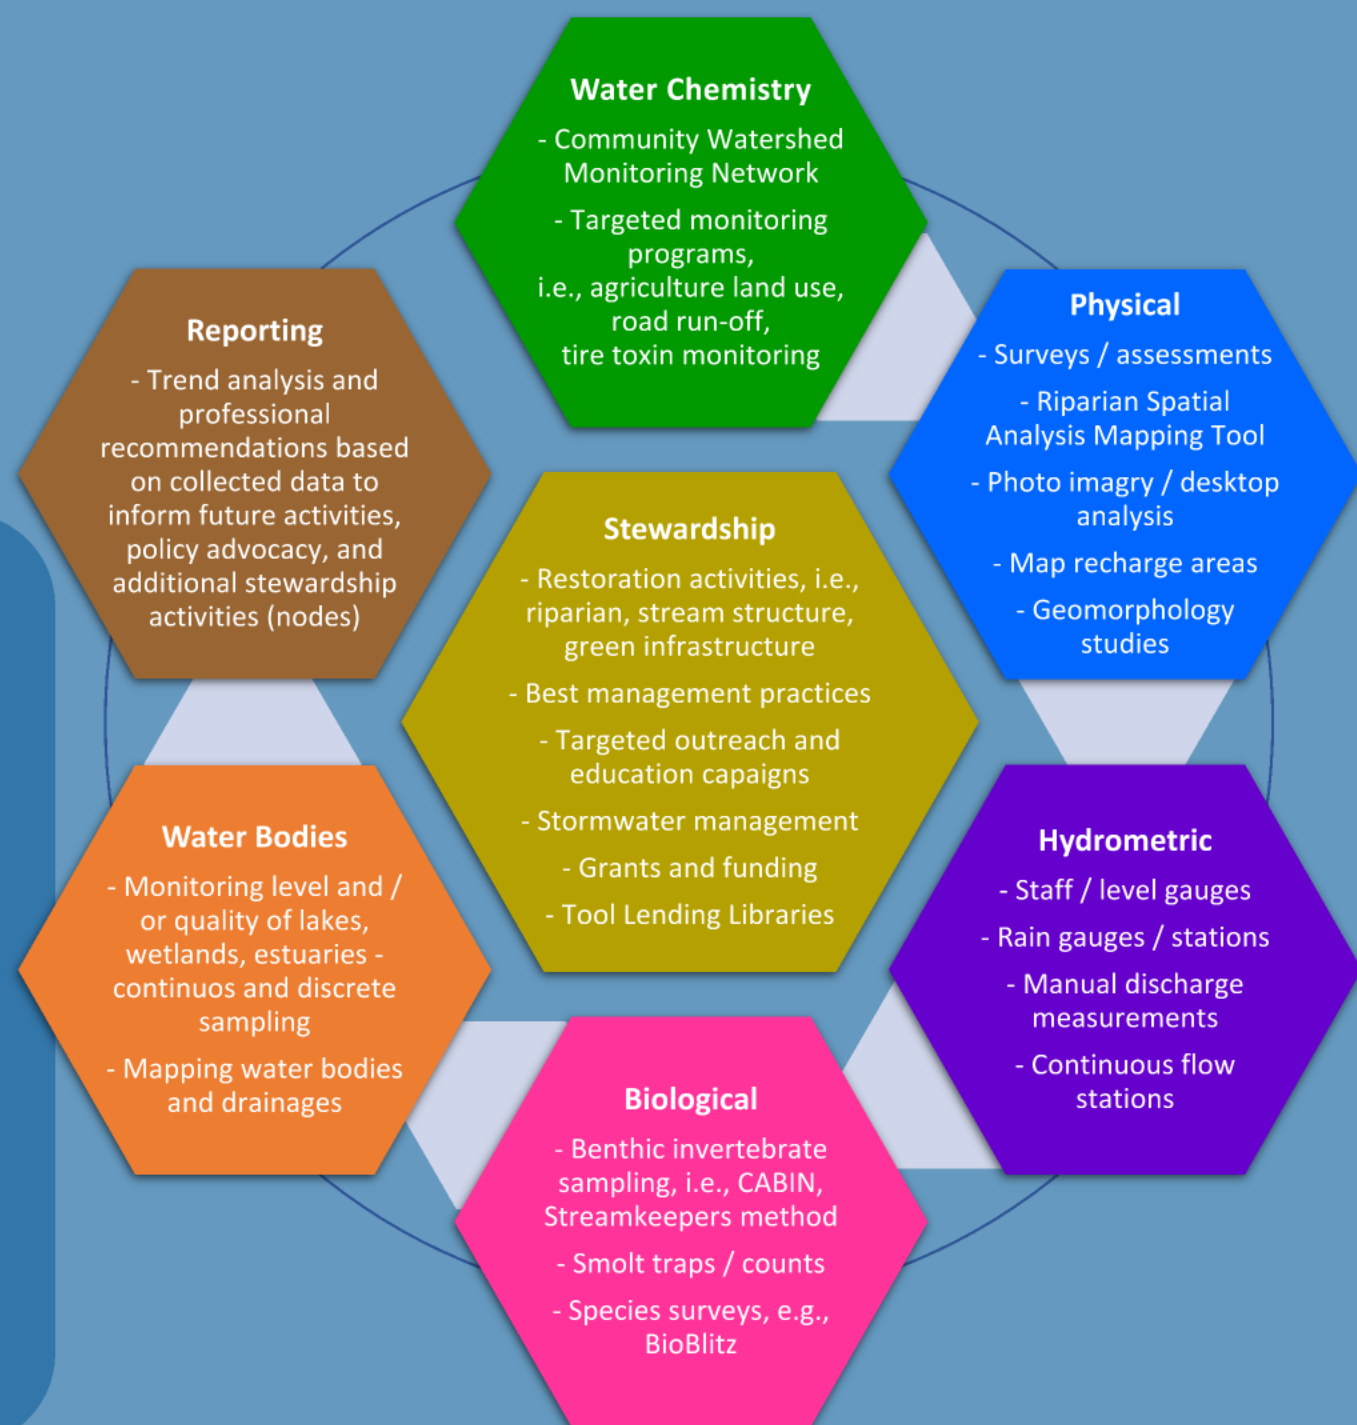 Water Chemistry
- Community Watershed
Monitoring Network
- Targeted monitoring
programs,
i.e., agriculture land use,
road run-off,
tire toxin monitoring
Physical
- Surveys / assessments
- Riparian Spatial
Analysis Mapping Tool
- Photo imagry / desktop
analysis
- Map recharge areas
- Geomorphology
studies
Hydrometric
- Staff / level gauges
- Rain gauges / stations
- Manual discharge
measurements
- Continuous flow
stations
Biological
- Benthic invertebrate
sampling, i.e., CABIN,
Streamkeepers method
- Smolt traps / counts
- Species surveys, e.g.,
BioBlitz
Water Bodies
- Monitoring level and /
or quality of lakes,
wetlands, estuaries -
continuos and discrete
sampling
- Mapping water bodies
and drainages
Reporting
- Trend analysis and
professional
recommendations based
on collected data to
inform future activities,
policy advocacy, and
additional stewardship
activities (nodes)
Stewardship
- Restoration activities, i.e.,
riparian, stream structure,
green infrastructure
- Best management practices
- Targeted outreach and
education capaigns
- Stormwater management
- Grants and funding
- Tool Lending Libraries